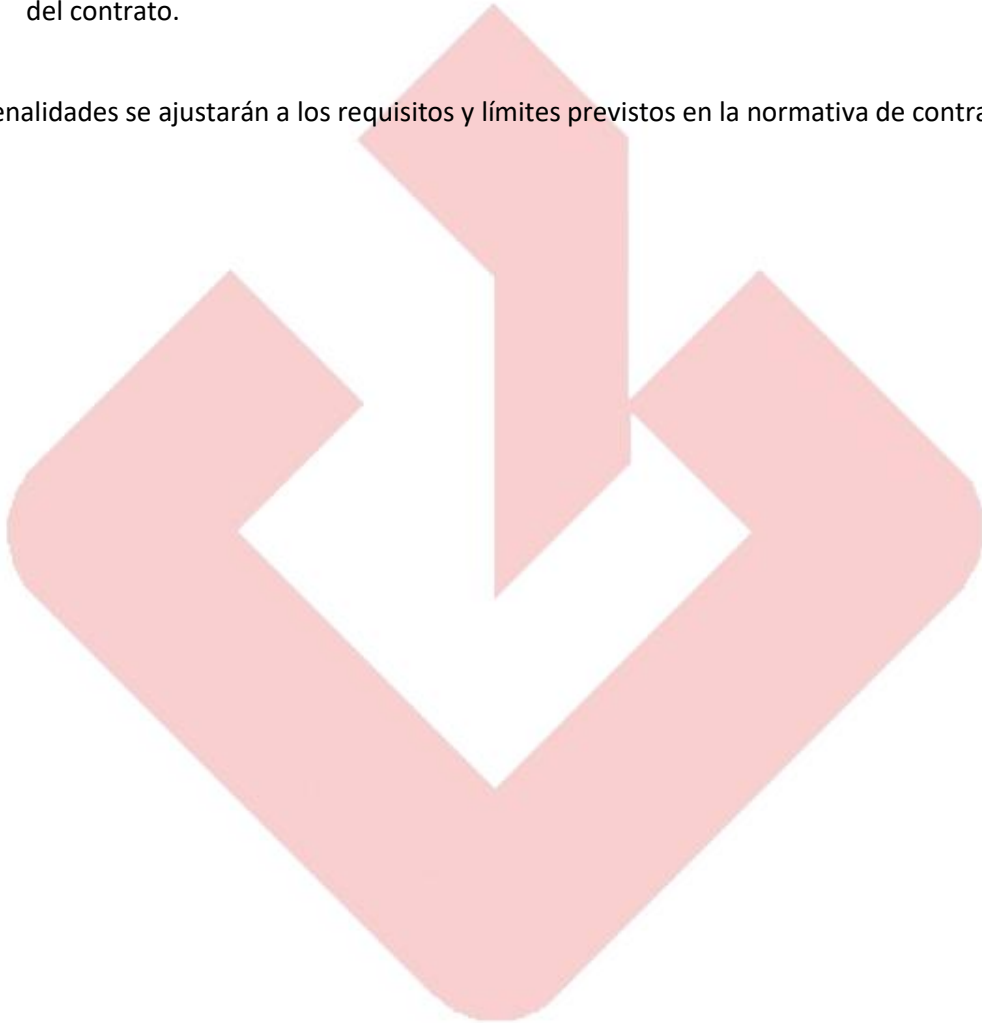 del contrato.
enalidades se ajustarán a los requisitos y límites previstos en la normativa de contra